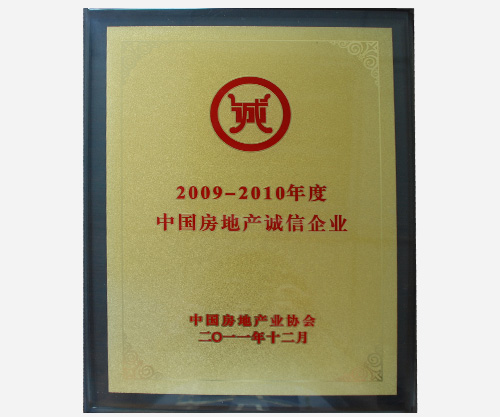 诚
2009-2010年度
中国房地产诚信企业
中国房地产业协会
二〇一一年十二月